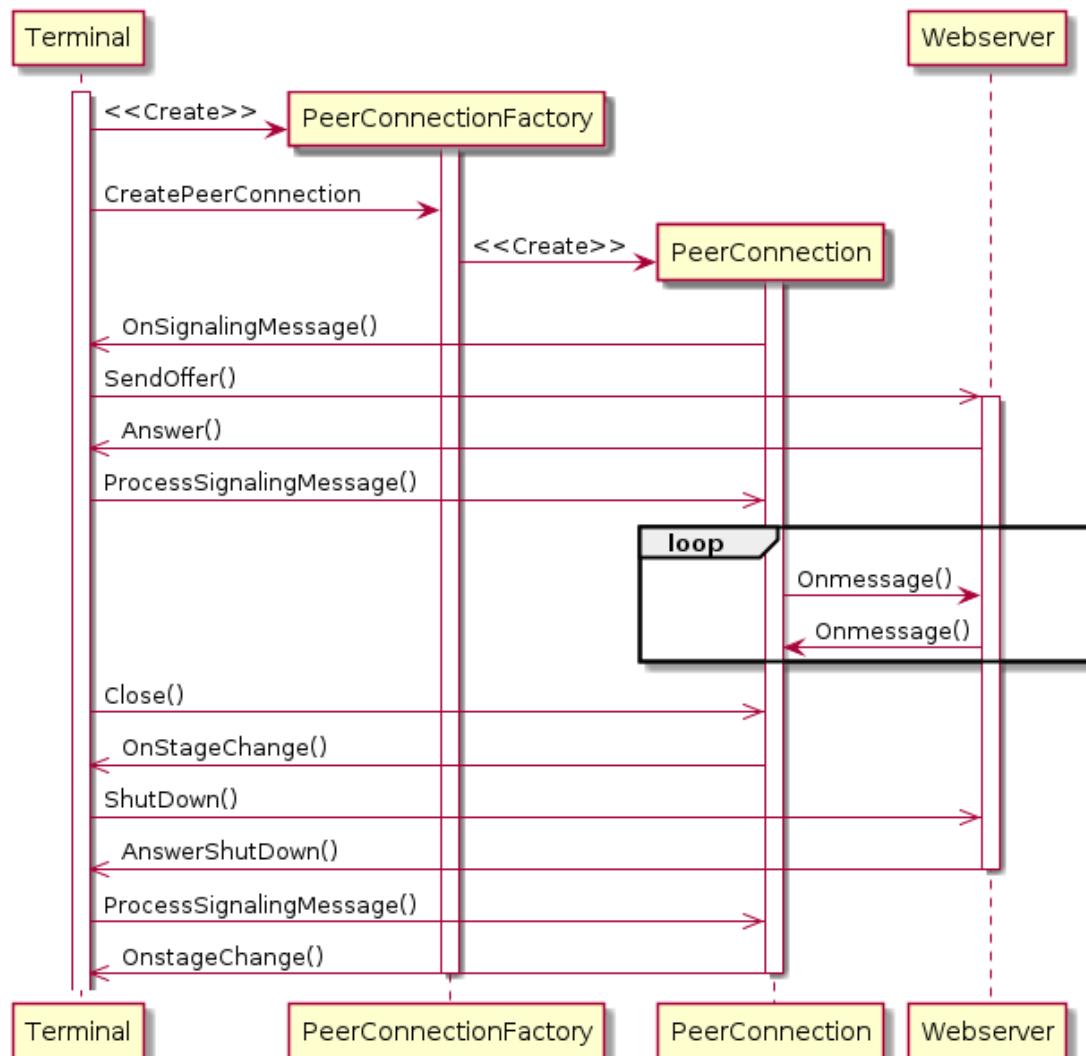 Terminal
Webserver
<<Create>>
PeerConnectionFactory
CreatePeerConnection
<<Create>>
PeerConnection
OnSignalingMessage()
SendOffer()
Answer()
ProcessSignalingMessage()
loop
Onmessage()
Onmessage()
Close()
OnStageChange()
ShutDown()
AnswerShutDown()
ProcessSignalingMessage()
OnstageChange()
Terminal
PeerConnectionFactory
PeerConnection
Webserver